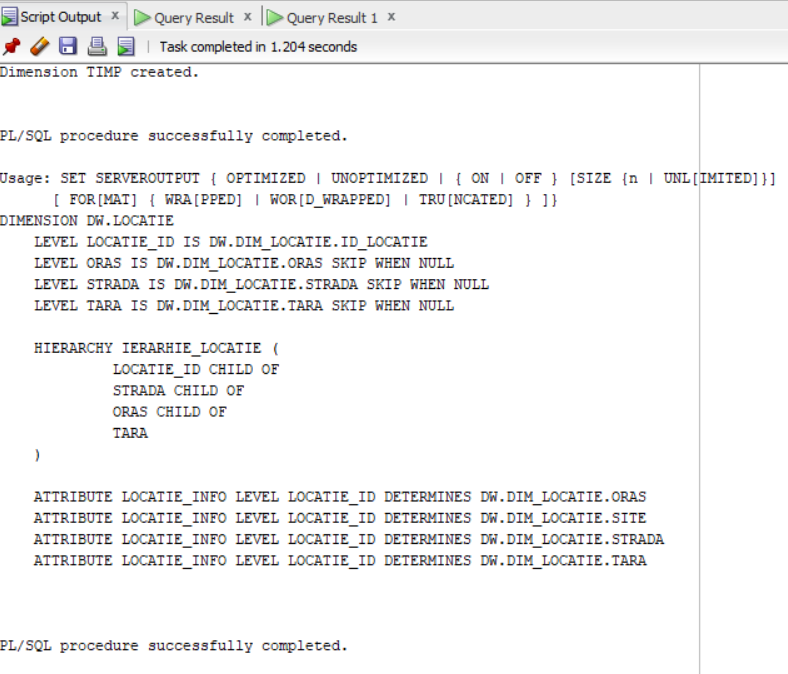 Script Output x Query Result x Query Result 1 x
| Task completed in 1.204 seconds
Dimension TIMP created.
PL/SQL procedure successfully completed.
Usage: SET SERVEROUTPUT { OPTIMIZED | UNOPTIMIZED | { ON | OFF } [SIZE {n | UNL[IMITED]}]
[ FOR[MAT] { WRA[PPED] | WOR[D_WRAPPED] | TRU[NCATED] } ]}
DIMENSION DW.LOCATIE
LEVEL LOCATIE_ID IS DW.DIM_LOCATIE.ID_LOCATIE
LEVEL ORAS IS DW.DIM_LOCATIE.ORAS SKIP WHEN NULL
LEVEL STRADA IS DW.DIM_LOCATIE.STRADA SKIP WHEN NULL
LEVEL TARA IS DW.DIM_LOCATIE.TARA SKIP WHEN NULL
HIERARCHY IERARHIE_LOCATIE (
LOCATIE_ID CHILD OF
STRADA CHILD OF
ORAS CHILD OF
TARA
)
ATTRIBUTE LOCATIE_INFO LEVEL LOCATIE_ID DETERMINES DW.DIM_LOCATIE.ORAS
ATTRIBUTE LOCATIE_INFO LEVEL LOCATIE_ID DETERMINES DW.DIM_LOCATIE.SITE
ATTRIBUTE LOCATIE_INFO LEVEL LOCATIE_ID DETERMINES DW.DIM_LOCATIE.STRADA
ATTRIBUTE LOCATIE_INFO LEVEL LOCATIE_ID DETERMINES DW.DIM_LOCATIE.TARA
PL/SQL procedure successfully completed.